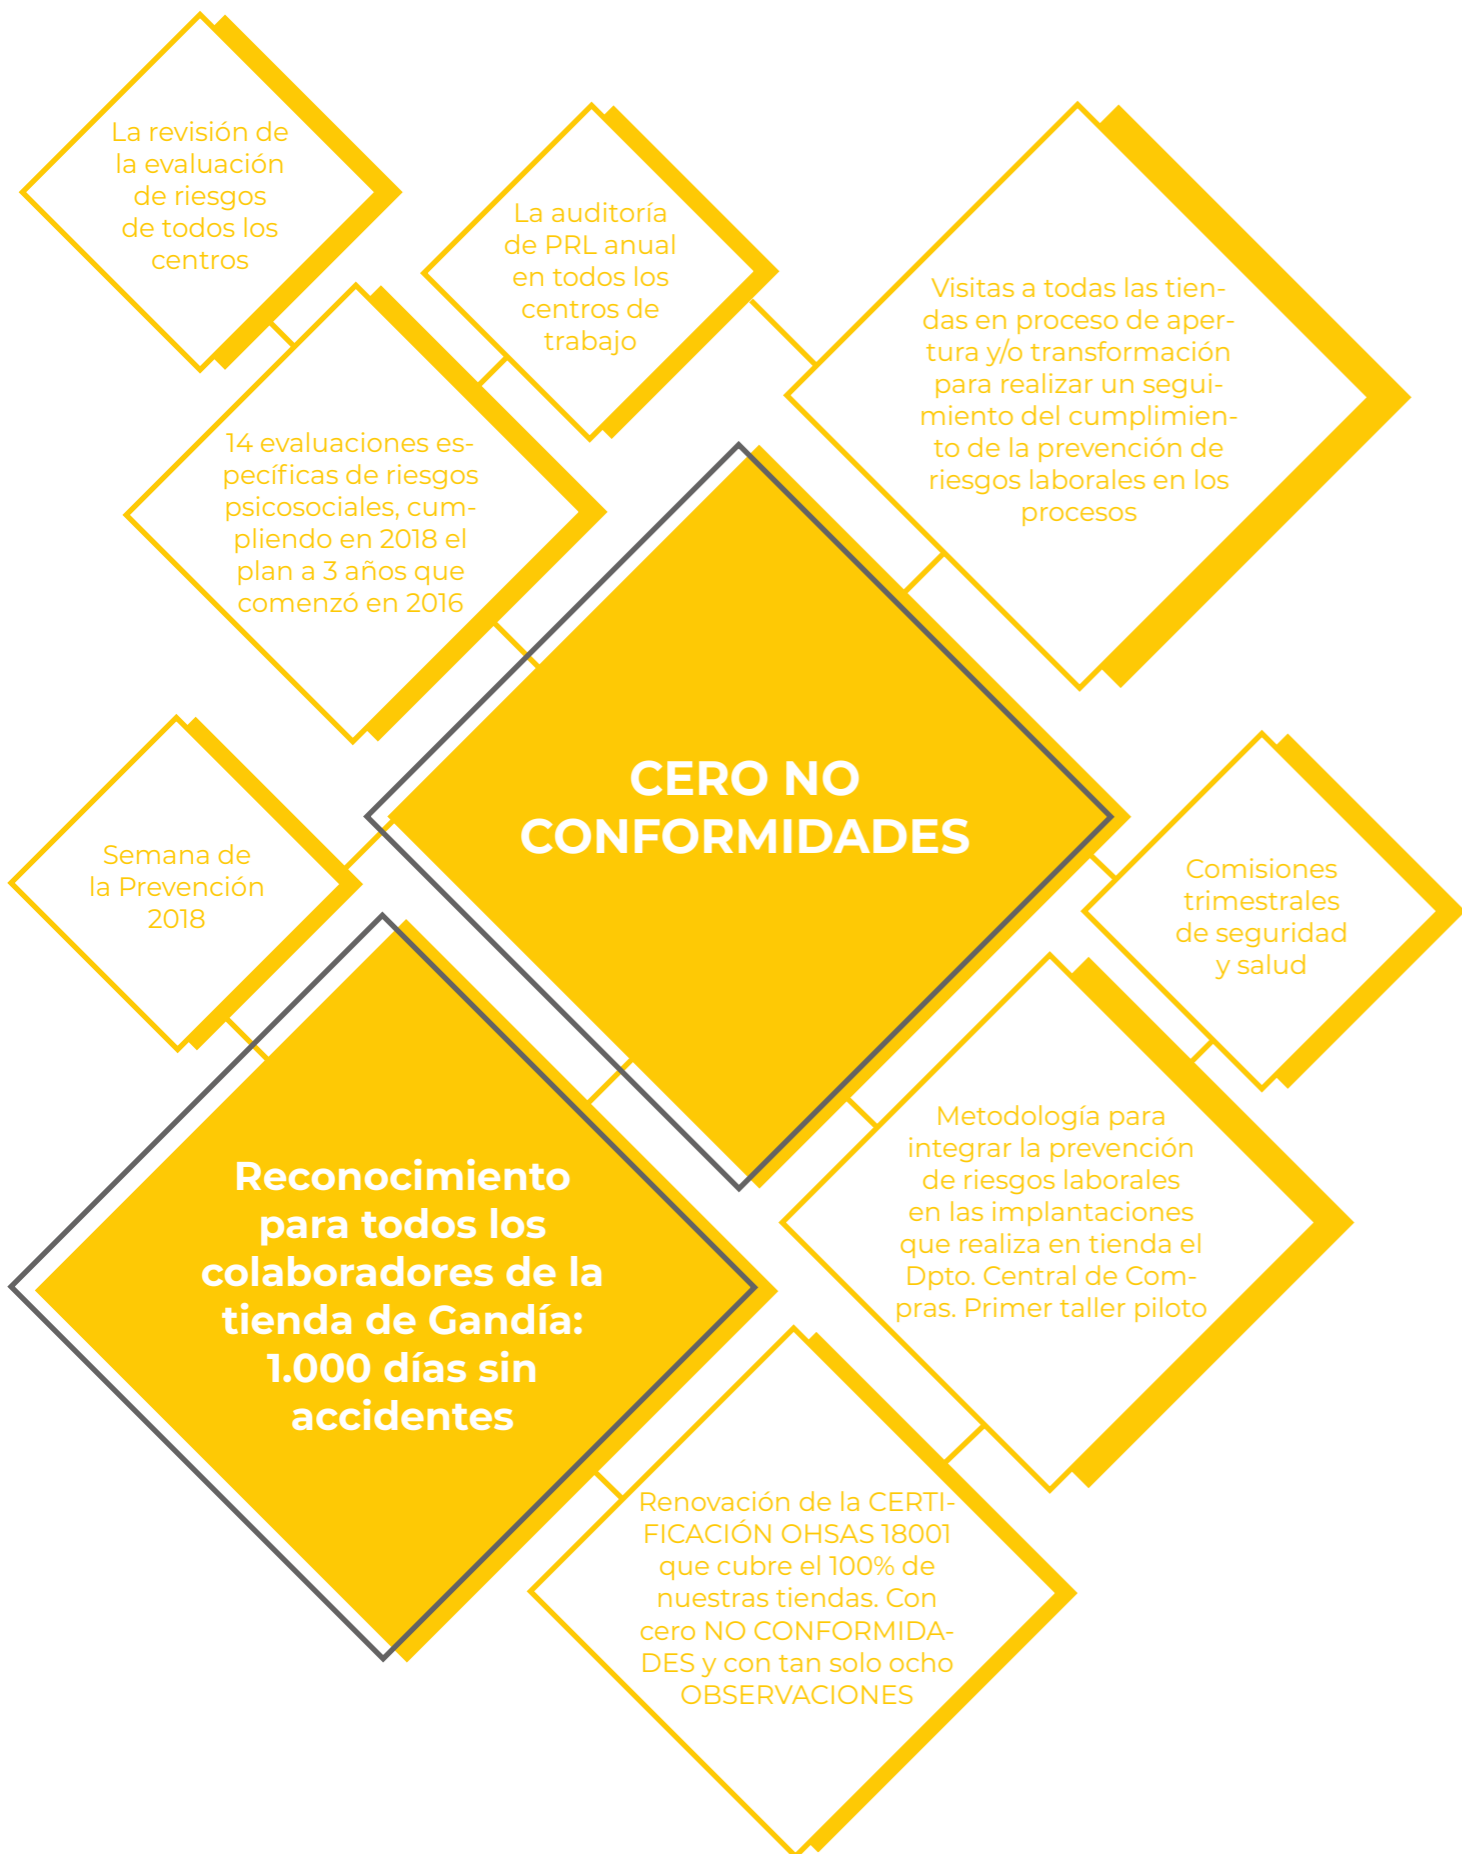 La revisión de
la evaluación
de riesgos
de todos los
centros
La auditoría
de PRL anual
en todos los
centros de
trabajo
Visitas a todas las tien-
das en proceso de aper-
tura y/o transformación
para realizar un segui-
miento del cumplimien-
to de la prevención de
riesgos laborales en los
procesos
14 evaluaciones es-
pecíficas de riesgos
psicosociales, cum-
pliendo en 2018 el
plan a 3 años que
comenzó en 2016
CERO NO
CONFORMIDADES
Semana de
la Prevención
2018
Comisiones
trimestrales
de seguridad
y salud
Metodología para
integrar la prevención
de riesgos laborales
en las implantaciones
que realiza en tienda el
Dpto. Central de Com-
pras. Primer taller piloto
Reconocimiento
para todos los
colaboradores de la
tienda de Gandía:
1.000 días sin
accidentes
Renovación de la CERTI-
FICACIÓN OHSAS 18001
que cubre el 100% de
nuestras tiendas. Con
cero NO CONFORMIDA-
DES y con tan solo ocho
OBSERVACIONES